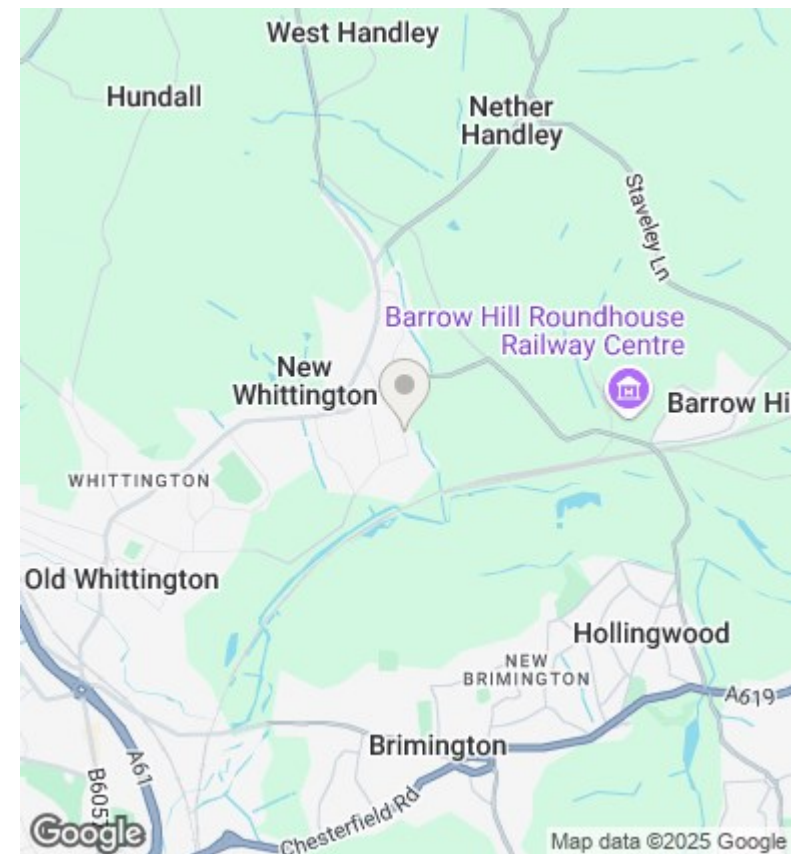 West Handley
Hundall
Nether
Handley
Staveley Ln
Barrow Hill Roundhouse
Railway Centre
New
Whittington
Barrow Hi
WHITTINGTON
Old Whittington
Hollingwood
NEW
BRIMINGTON
A619
Brimington
A61
B605
Chesterfield Rd
Google
Map data ©2025 Google